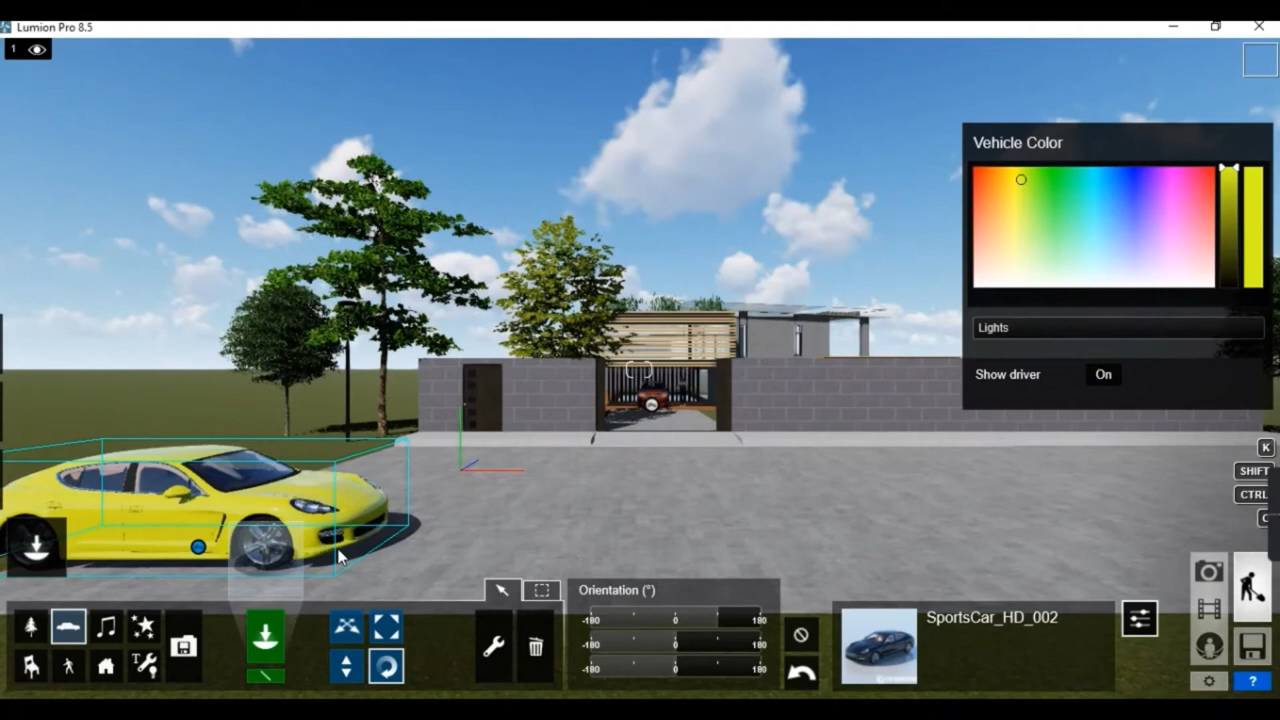 Lumion Pro 8.5
1
Vehicle Color
Lights
Show driver On
K
SHIFT
CTRL
Orientation (°)
-180 0 180
-180 0 180
-180 0 180
SportsCar_HD_002
T
?